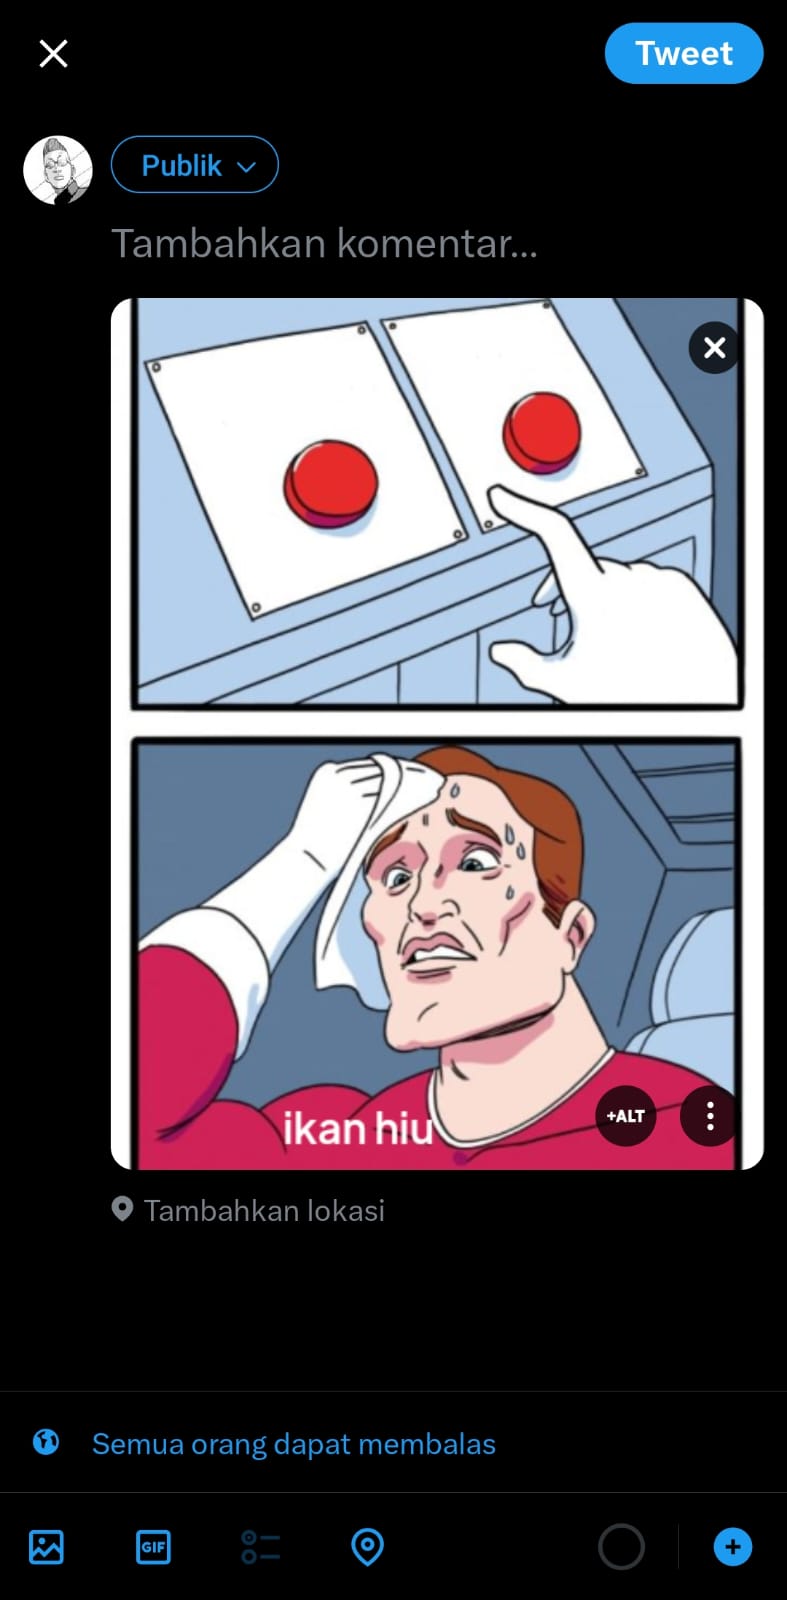 Tweet
Publik
Tambahkan komentar...
ikan hiu
+ALT
Tambahkan lokasi
Semua orang dapat membalas
GIF